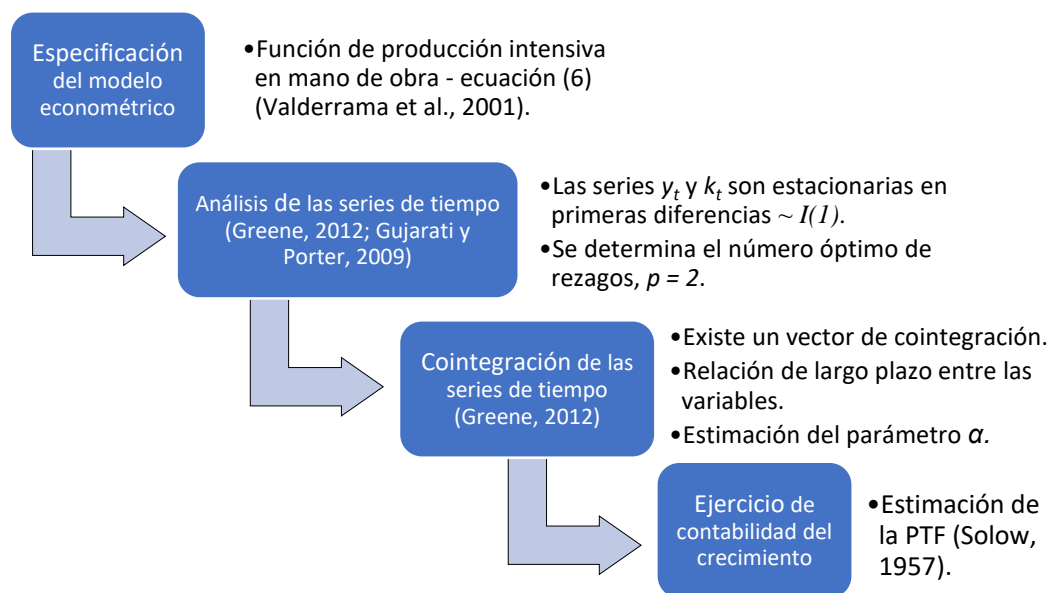 Especificación
del modelo
econométrico
•Función de producción intensiva
en mano de obra - ecuación (6)
(Valderrama et al., 2001).
Análisis de las series de tiempo
(Greene, 2012; Gujarati y
Porter, 2009)
•Las series yt y kt son estacionarias en
primeras diferencias ~ I(1).
•Se determina el número óptimo de
rezagos, p = 2.
Cointegración de las
series de tiempo
(Greene, 2012)
•Existe un vector de cointegración.
•Relación de largo plazo entre las
variables.
•Estimación del parámetro α.
Ejercicio de
contabilidad del
crecimiento
•Estimación de
la PTF (Solow,
1957).